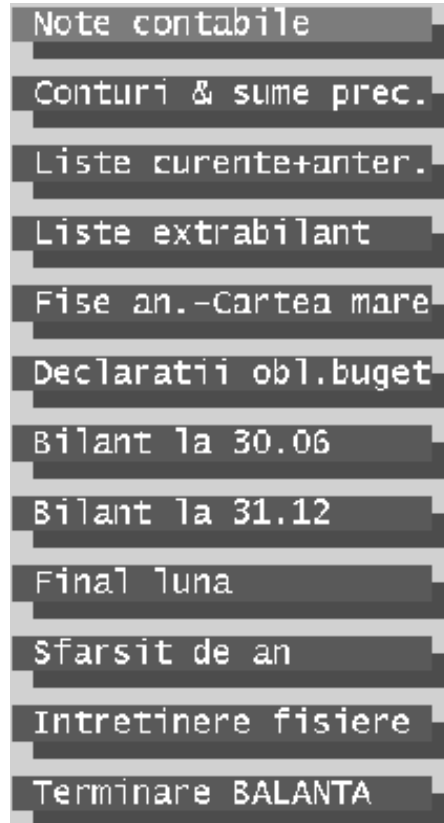 Note contabile
Conturi & sume prec.
Liste curente+anter.
Liste extrabilant
Fise an.-Cartea mare
Declaratii obl.buget
Bilant la 30.06
Bilant la 31.12
Final luna
Sfarsit de an
Intretinere fisiere
Terminare BALANTA